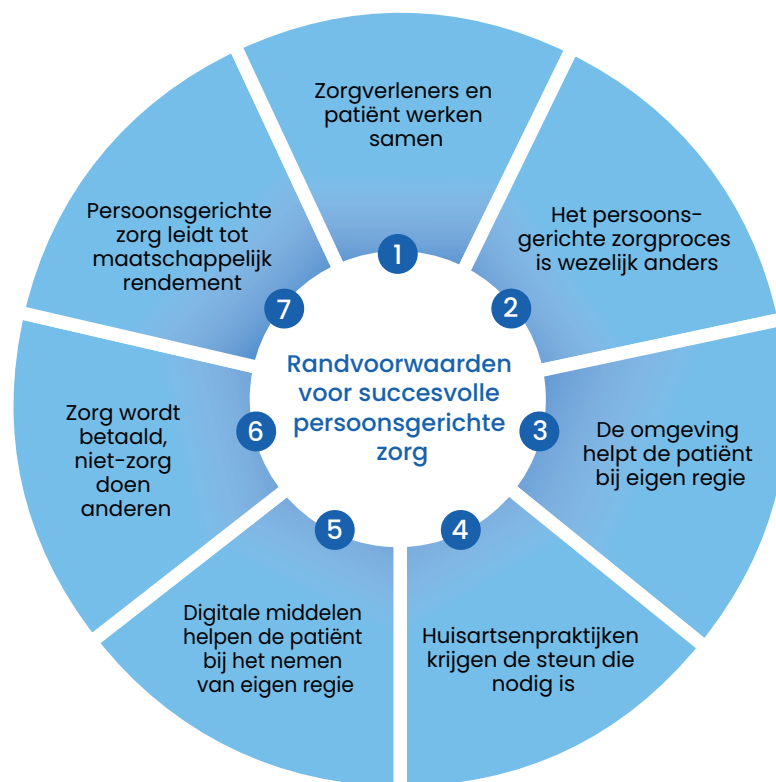 Zorgverleners en
patiënt werken
samen
1
Het persoons-
gerichte zorgproces
is wezelijk anders
2
De omgeving
helpt de patiënt
bij eigen regie
3
Huisartsenpraktijken
krijgen de steun die
nodig is
4
Digitale middelen
helpen de patiënt
bij het nemen
van eigen regie
5
Zorg wordt
betaald,
niet-zorg
doen
anderen
6
Persoonsgerichte
zorg leidt tot
maatschappelijk
rendement
7
Randvoorwaarden
voor succesvolle
persoonsgerichte
zorg